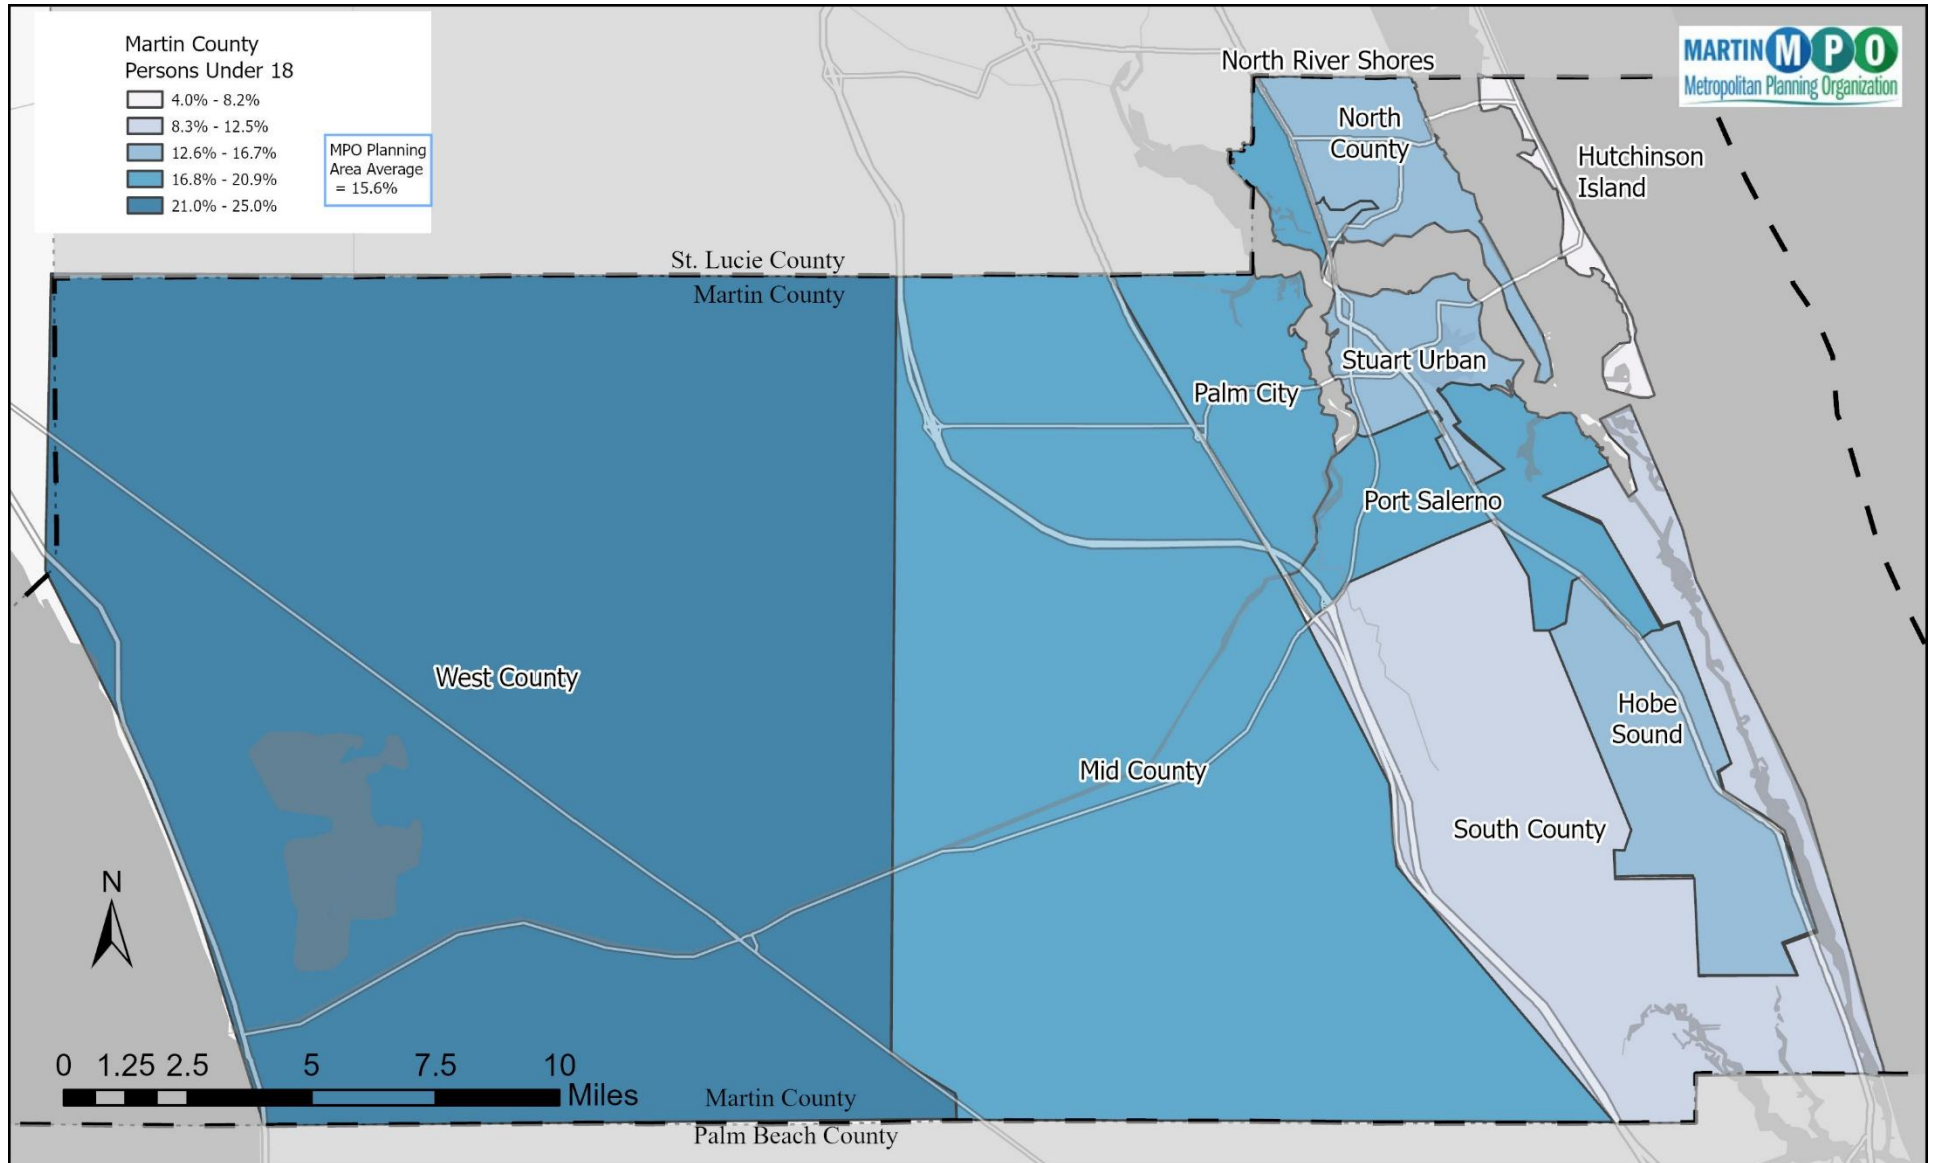 Martin County
Persons Under 18
4.0% - 8.2%
8.3% - 12.5%
12.6% - 16.7%
16.8% - 20.9%
21.0% - 25.0%
MPO Planning
Area Average
= 15.6%
MARTIN MPO
Metropolitan Planning Organization
North River Shores
North
County
Hutchinson
Island
St. Lucie County
Martin County
Stuart Urban
Palm City
Port Salerno
West County
Hobe
Sound
Mid County
South County
N
0 1.25 2.5 5 7.5 10
Miles
Martin County
Palm Beach County